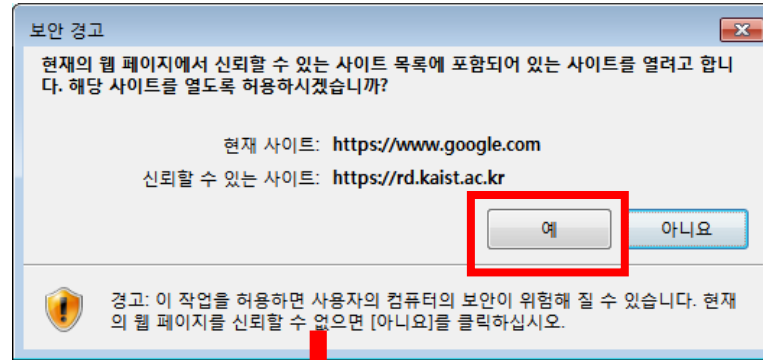 보안 경고
현재의 웹 페이지에서 신뢰할 수 있는 사이트 목록에 포함되어 있는 사이트를 열려고 합니
다. 해당 사이트를 열도록 허용하시겠습니까?
현재 사이트: https://www.google.com
신뢰할 수 있는 사이트: https://rd.kaist.ac.kr
예 아니요
경고: 이 작업을 허용하면 사용자의 컴퓨터의 보안이 위험해 질 수 있습니다. 현재
의 웹 페이지를 신뢰할 수 없으면 [아니요]를 클릭하십시오.